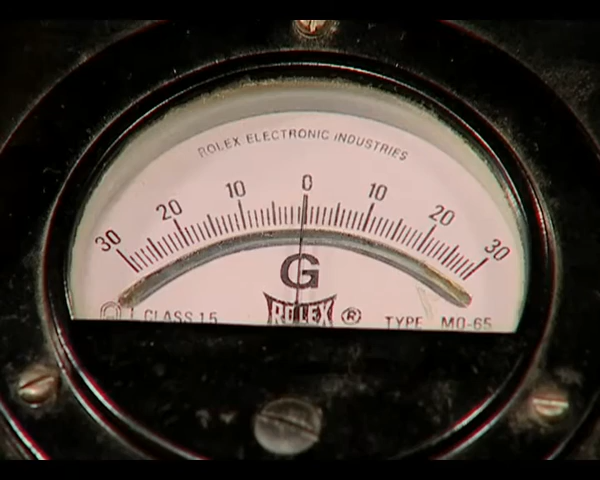 ROLEX ELECTRONIC INDUSTRIES
30 20 10 0 10 20 30
G
CLASS 1.5 ROLEX ® TYPE MO-65